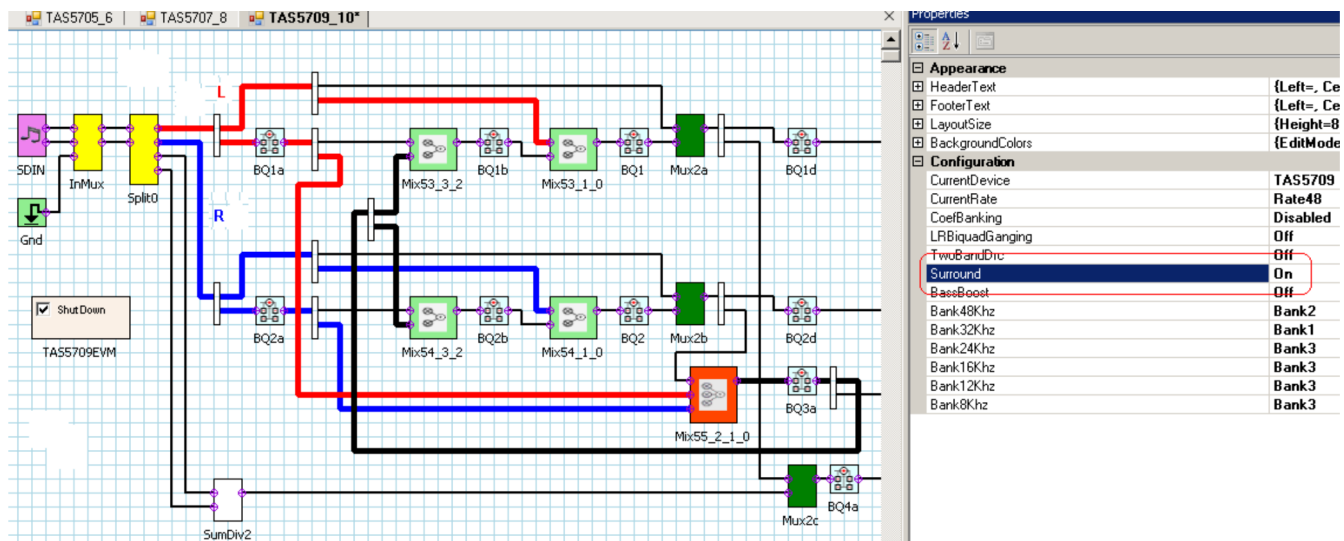 TAS5705_6
TAS5707_8
TAS5709_10*
Properties
L
SDIN
InMux
Split0
BQ1a
Mix53_3_2
BQ1b
Mix53_1_0
BQ1
Mux2a
BQ1d
Gnd
R
ShutDown
TAS5709EVM
BQ2a
Mix54_3_2
BQ2b
Mix54_1_0
BQ2
Mux2b
BQ2d
BQ3a
Mix55_2_1_0
SumDiv2
Mux2c
BQ4a
Appearance
HeaderText {Left=, Ce
FooterText {Left=, Ce
LayoutSize {Height=8
BackgroundColors {EditMode
Configuration
CurrentDevice TAS5709
CurrentRate Rate48
CoefBanking Disabled
LRBiquadGanging Off
TwoBandDrc Off
Surround On
BassBoost Off
Bank48Khz Bank2
Bank32Khz Bank1
Bank24Khz Bank3
Bank16Khz Bank3
Bank12Khz Bank3
Bank8Khz Bank3